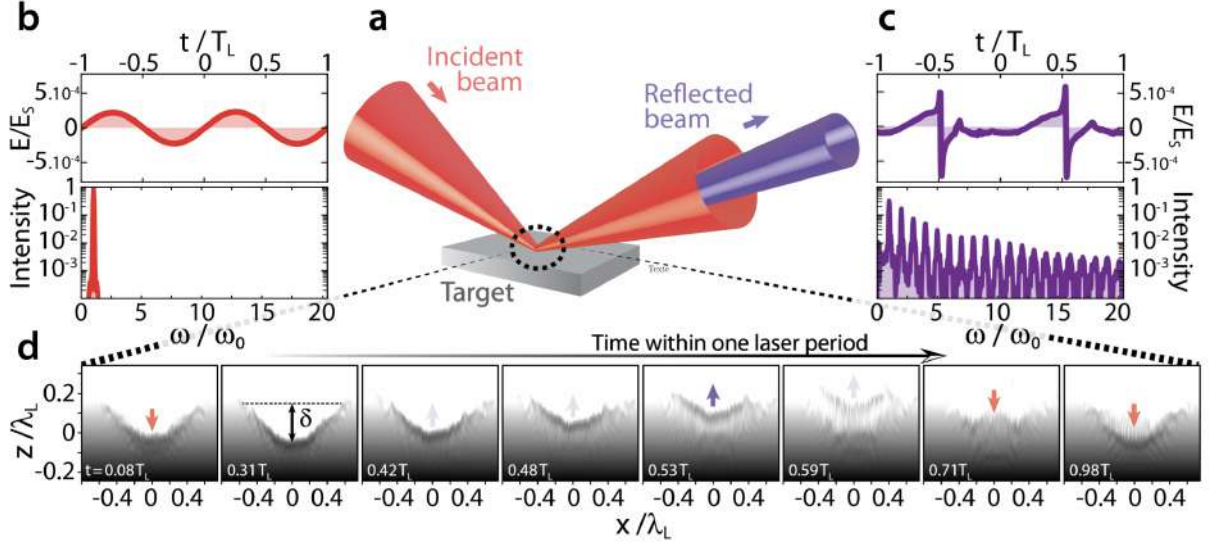 b
t / T_L
-1 -0.5 0 0.5 1
E/E_S
5.10⁻⁴
0
-5.10⁻⁴
Intensity
1
10⁻¹
10⁻²
10⁻³
0 5 10 15 20
ω / ω₀
a
Incident
beam
Reflected
beam
Target
Texte
c
t / T_L
-1 -0.5 0 0.5 1
5.10⁻⁴
0
-5.10⁻⁴
E/E_S
1
10⁻¹
10⁻²
10⁻³
Intensity
0 5 10 15 20
ω / ω₀
d
Time within one laser period
z/λ_L
0.2
0
-0.2
δ
t=0.08T_L 0.31T_L 0.42T_L 0.48T_L 0.53T_L 0.59T_L 0.71T_L 0.98T_L
-0.4 0 0.4 -0.4 0 0.4 -0.4 0 0.4 -0.4 0 0.4 -0.4 0 0.4 -0.4 0 0.4 -0.4 0 0.4 -0.4 0 0.4
x/λ_L